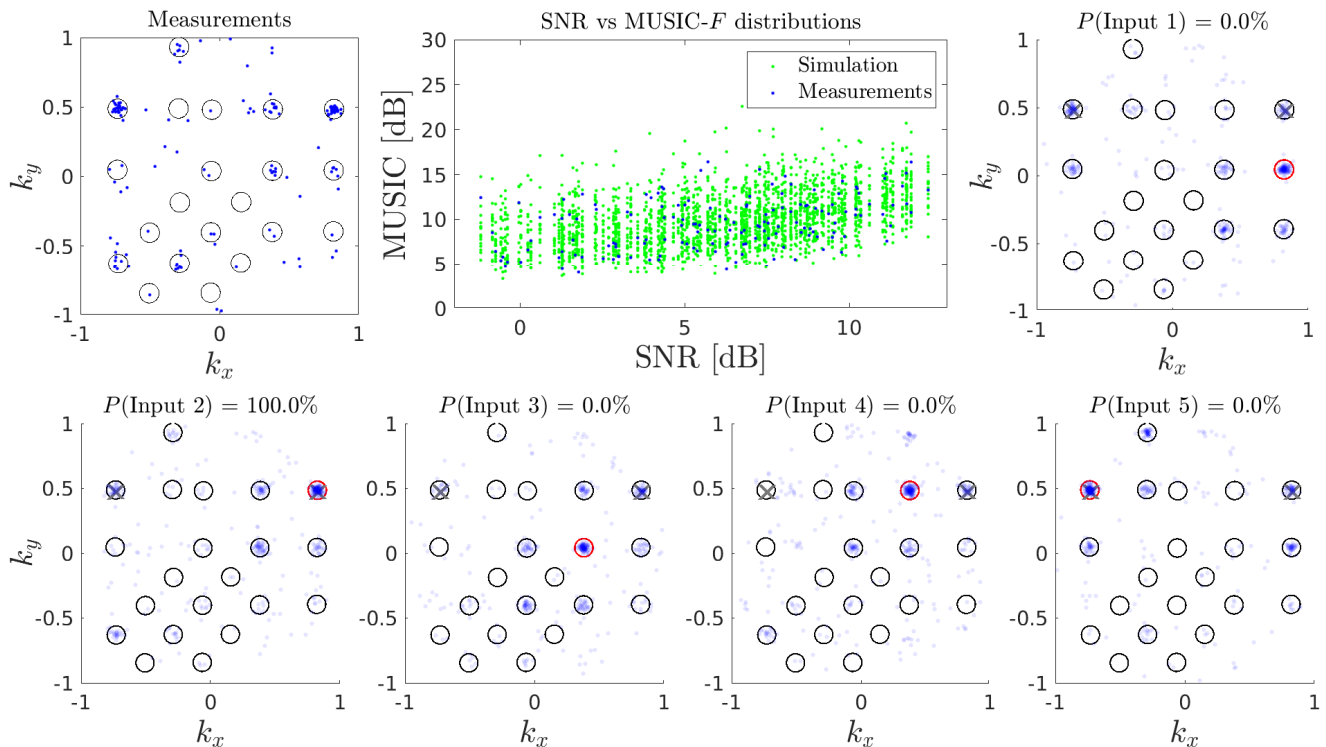 Measurements
1
0.5
0
-0.5
-1
-1
0
1
k_y
k_x
SNR vs MUSIC-F distributions
30
25
20
15
10
5
0
0
5
10
MUSIC [dB]
SNR [dB]
Simulation
Measurements
P(Input 1) = 0.0%
1
0.5
0
-0.5
-1
-1
0
1
k_y
k_x
P(Input 2) = 100.0%
1
0.5
0
-0.5
-1
-1
0
1
k_y
k_x
P(Input 3) = 0.0%
1
0.5
0
-0.5
-1
-1
0
1
k_x
P(Input 4) = 0.0%
1
0.5
0
-0.5
-1
-1
0
1
k_x
P(Input 5) = 0.0%
1
0.5
0
-0.5
-1
-1
0
1
k_x